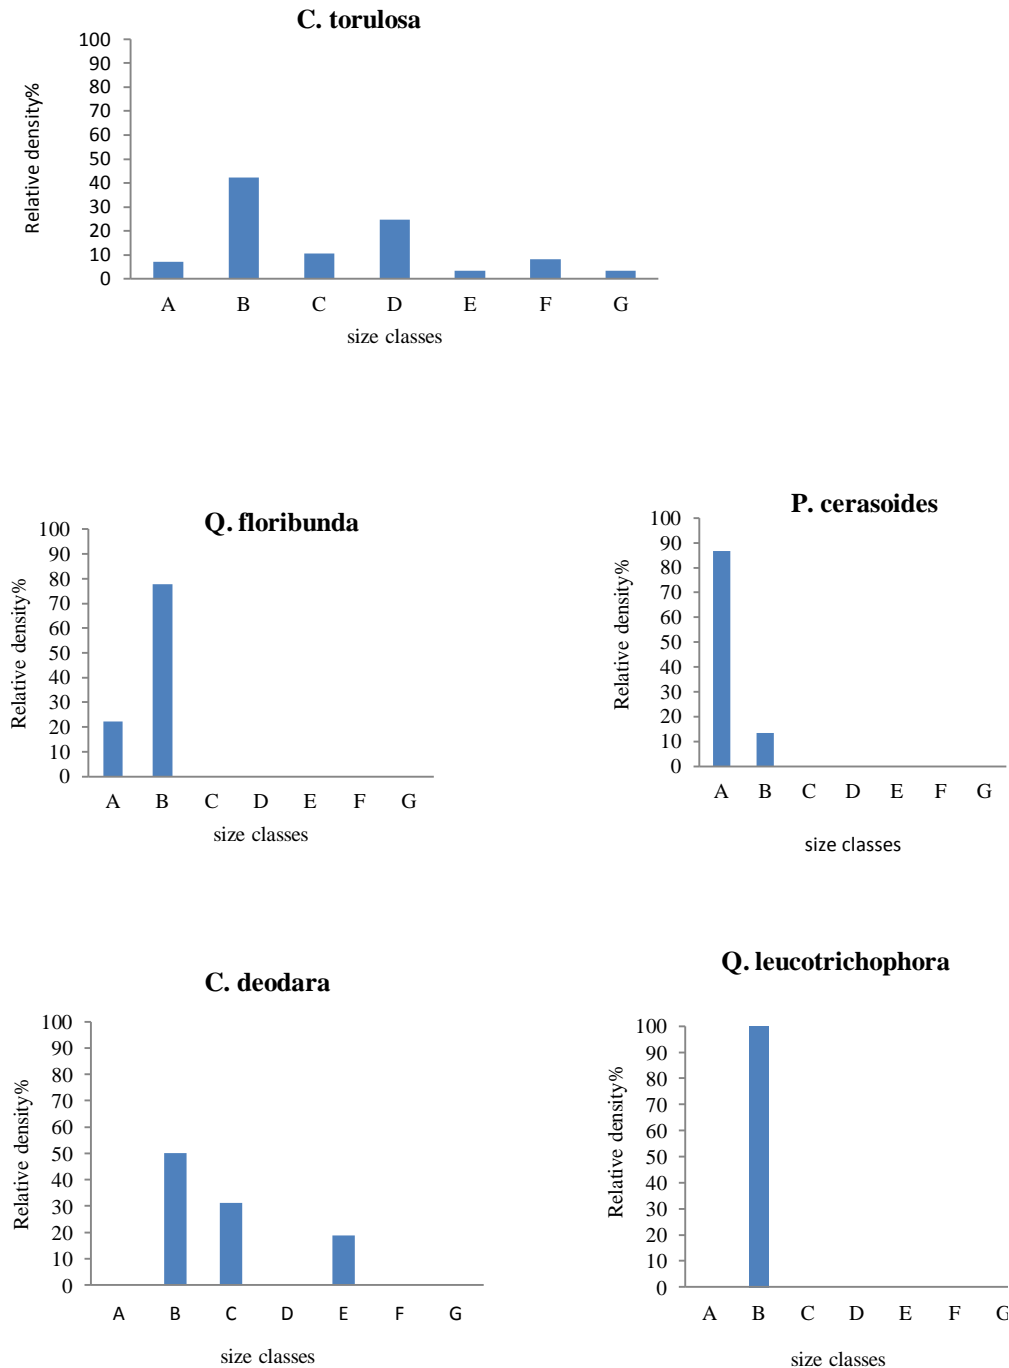 C. torulosa
Relative density%
100
90
80
70
60
50
40
30
20
10
0
A B C D E F G
size classes
Q. floribunda
Relative density%
100
90
80
70
60
50
40
30
20
10
0
A B C D E F G
size classes
P. cerasoides
Relative density%
100
90
80
70
60
50
40
30
20
10
0
A B C D E F G
size classes
C. deodara
Relative density%
100
90
80
70
60
50
40
30
20
10
0
A B C D E F G
size classes
Q. leucotrichophora
Relative density%
100
90
80
70
60
50
40
30
20
10
0
A B C D E F G
size classes